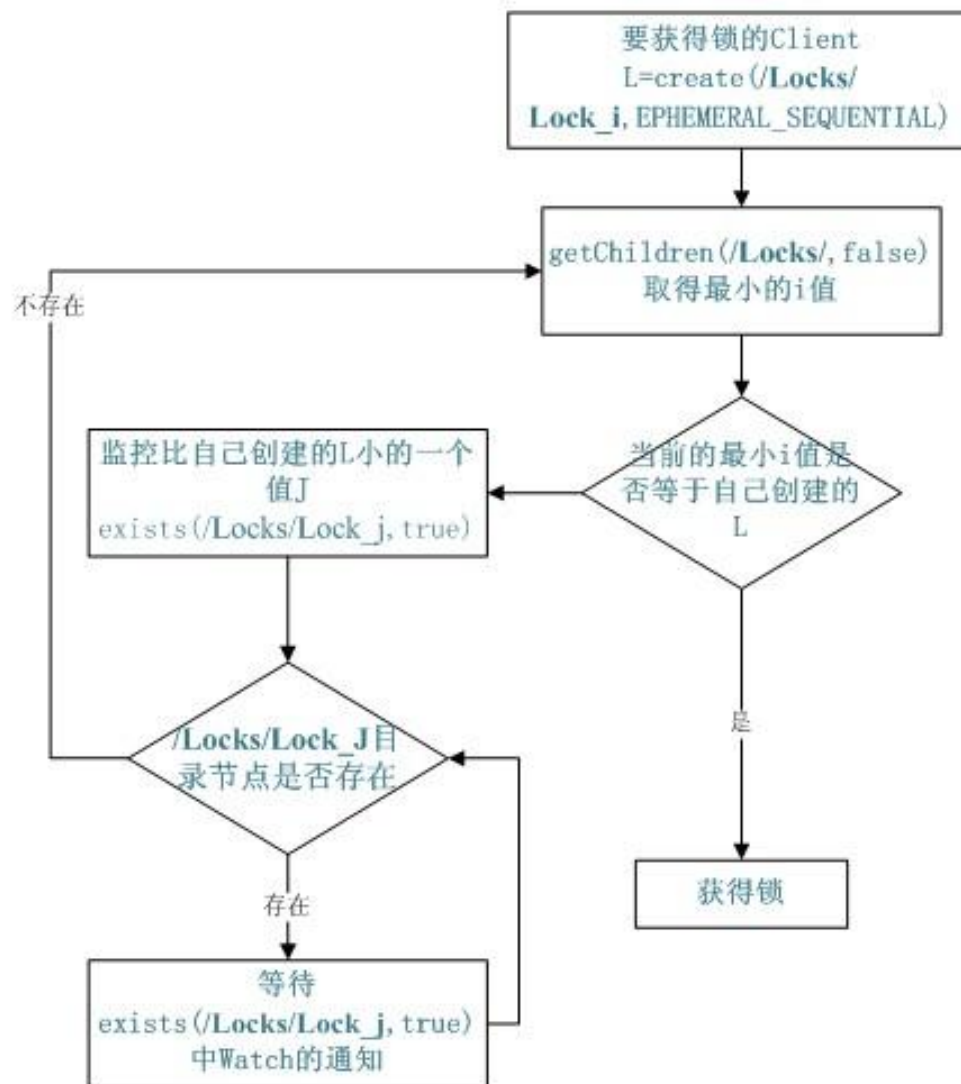 要获得锁的Client
L=create(/Locks/
Lock_i,EPHEMERAL_SEQUENTIAL)
getChildren(/Locks/,false)
取得最小的i值
不存在
当前的最小i值是
否等于自己创建的
L
监控比自己创建的L小的一个
值J
exists(/Locks/Lock_j,true)
/Locks/Lock_J目
录节点是否存在
是
存在
获得锁
等待
exists(/Locks/Lock_j,true)
中Watch的通知